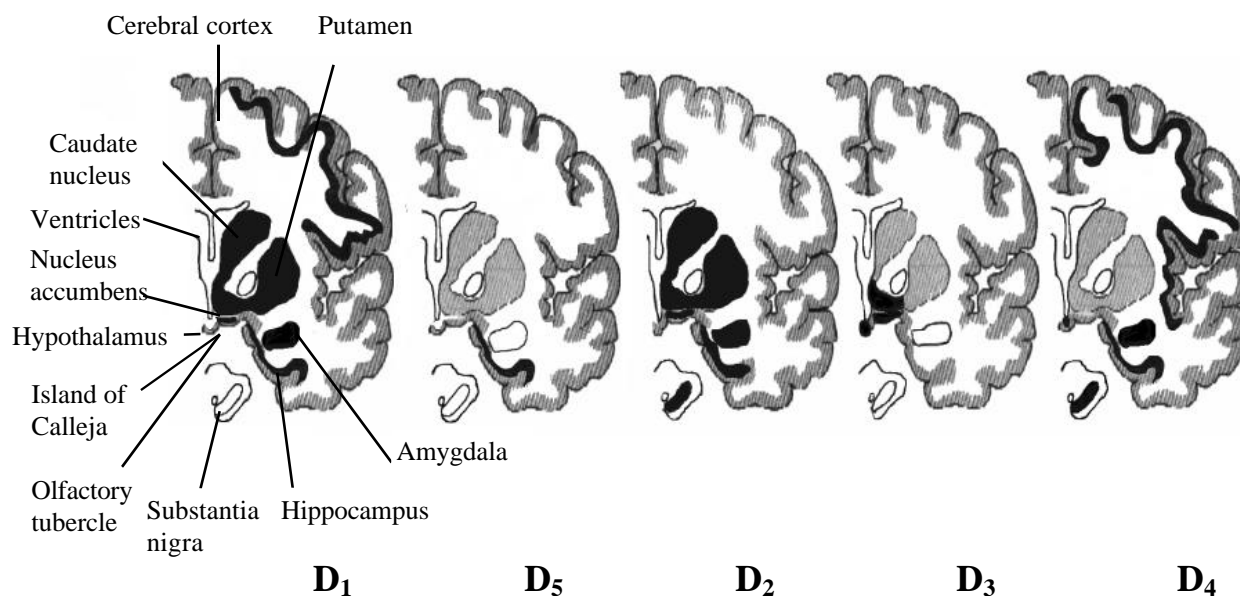 Cerebral cortex
Putamen
Caudate
nucleus
Ventricles
Nucleus
accumbens
Hypothalamus
Island of
Calleja
Amygdala
Olfactory
tubercle
Substantia
nigra
Hippocampus
D₁
D₅
D₂
D₃
D₄